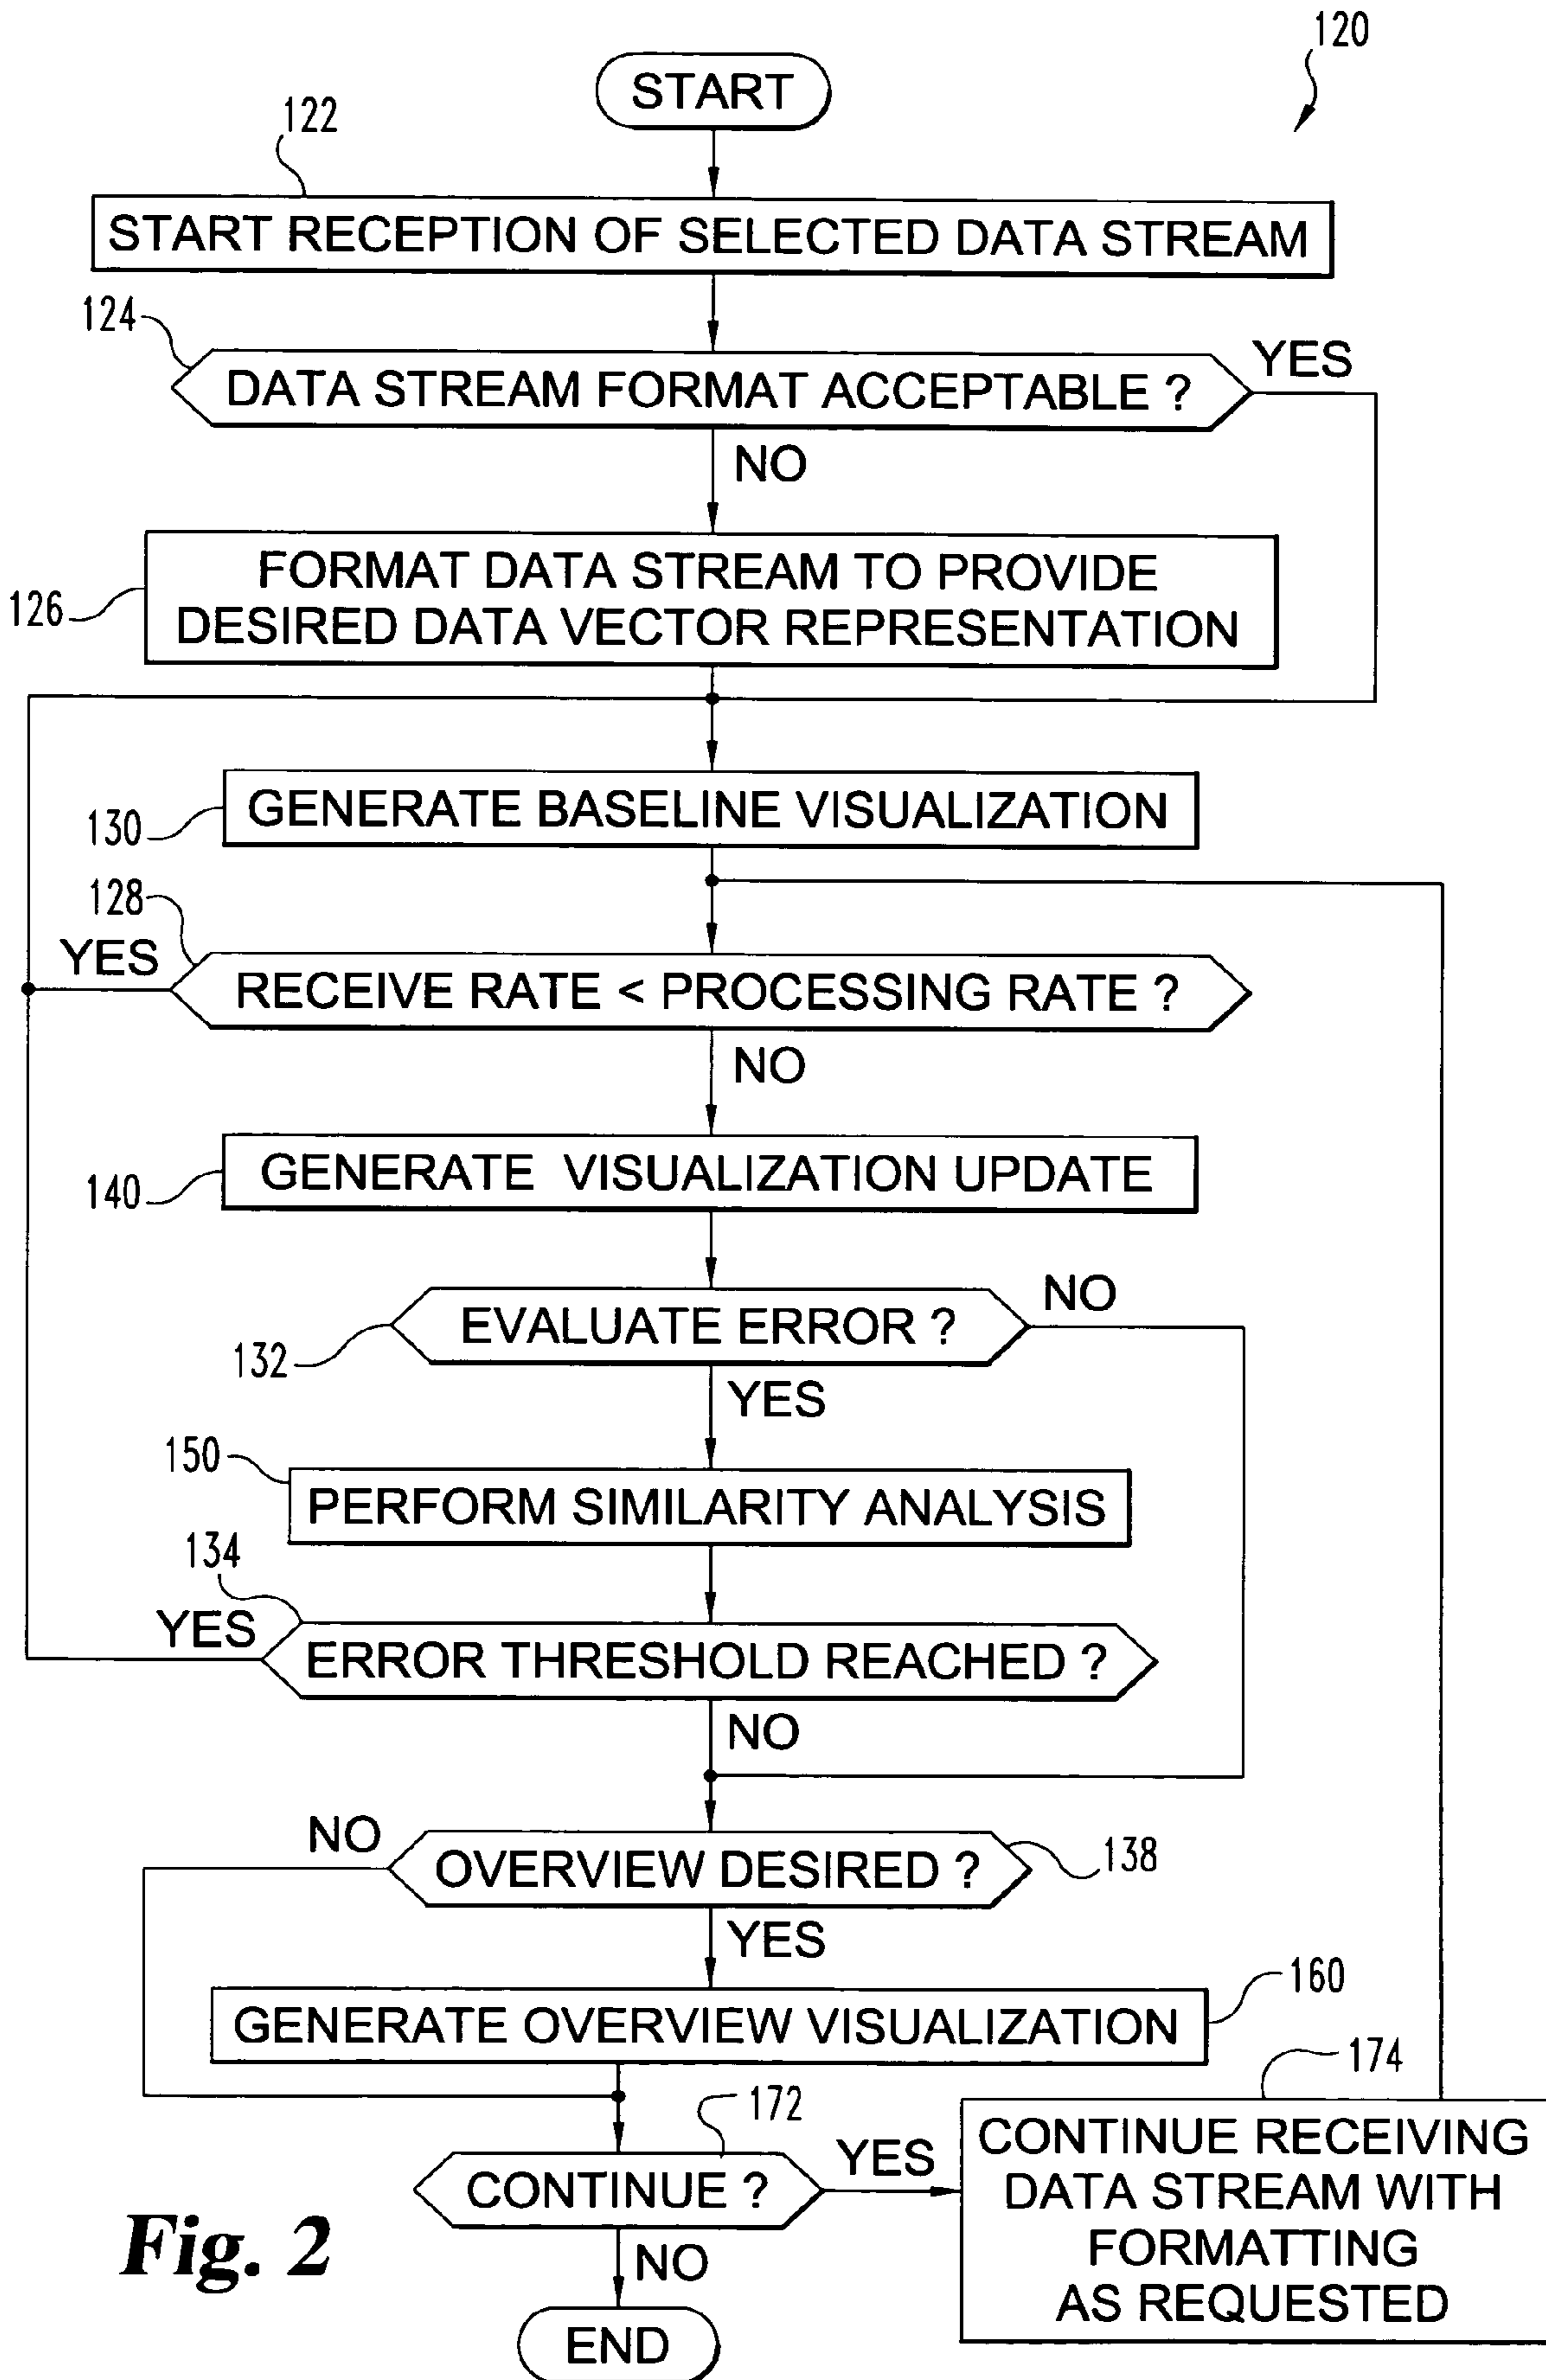 120
START
122
START RECEPTION OF SELECTED DATA STREAM
124
DATA STREAM FORMAT ACCEPTABLE ?
YES
NO
126
FORMAT DATA STREAM TO PROVIDE
DESIRED DATA VECTOR REPRESENTATION
130
GENERATE BASELINE VISUALIZATION
128
YES
RECEIVE RATE < PROCESSING RATE ?
NO
140
GENERATE VISUALIZATION UPDATE
132
EVALUATE ERROR ?
NO
YES
150
PERFORM SIMILARITY ANALYSIS
134
YES
ERROR THRESHOLD REACHED ?
NO
NO
OVERVIEW DESIRED ?
138
YES
GENERATE OVERVIEW VISUALIZATION
160
172
CONTINUE ?
YES
174
CONTINUE RECEIVING
DATA STREAM WITH
FORMATTING
AS REQUESTED
NO
END
Fig. 2